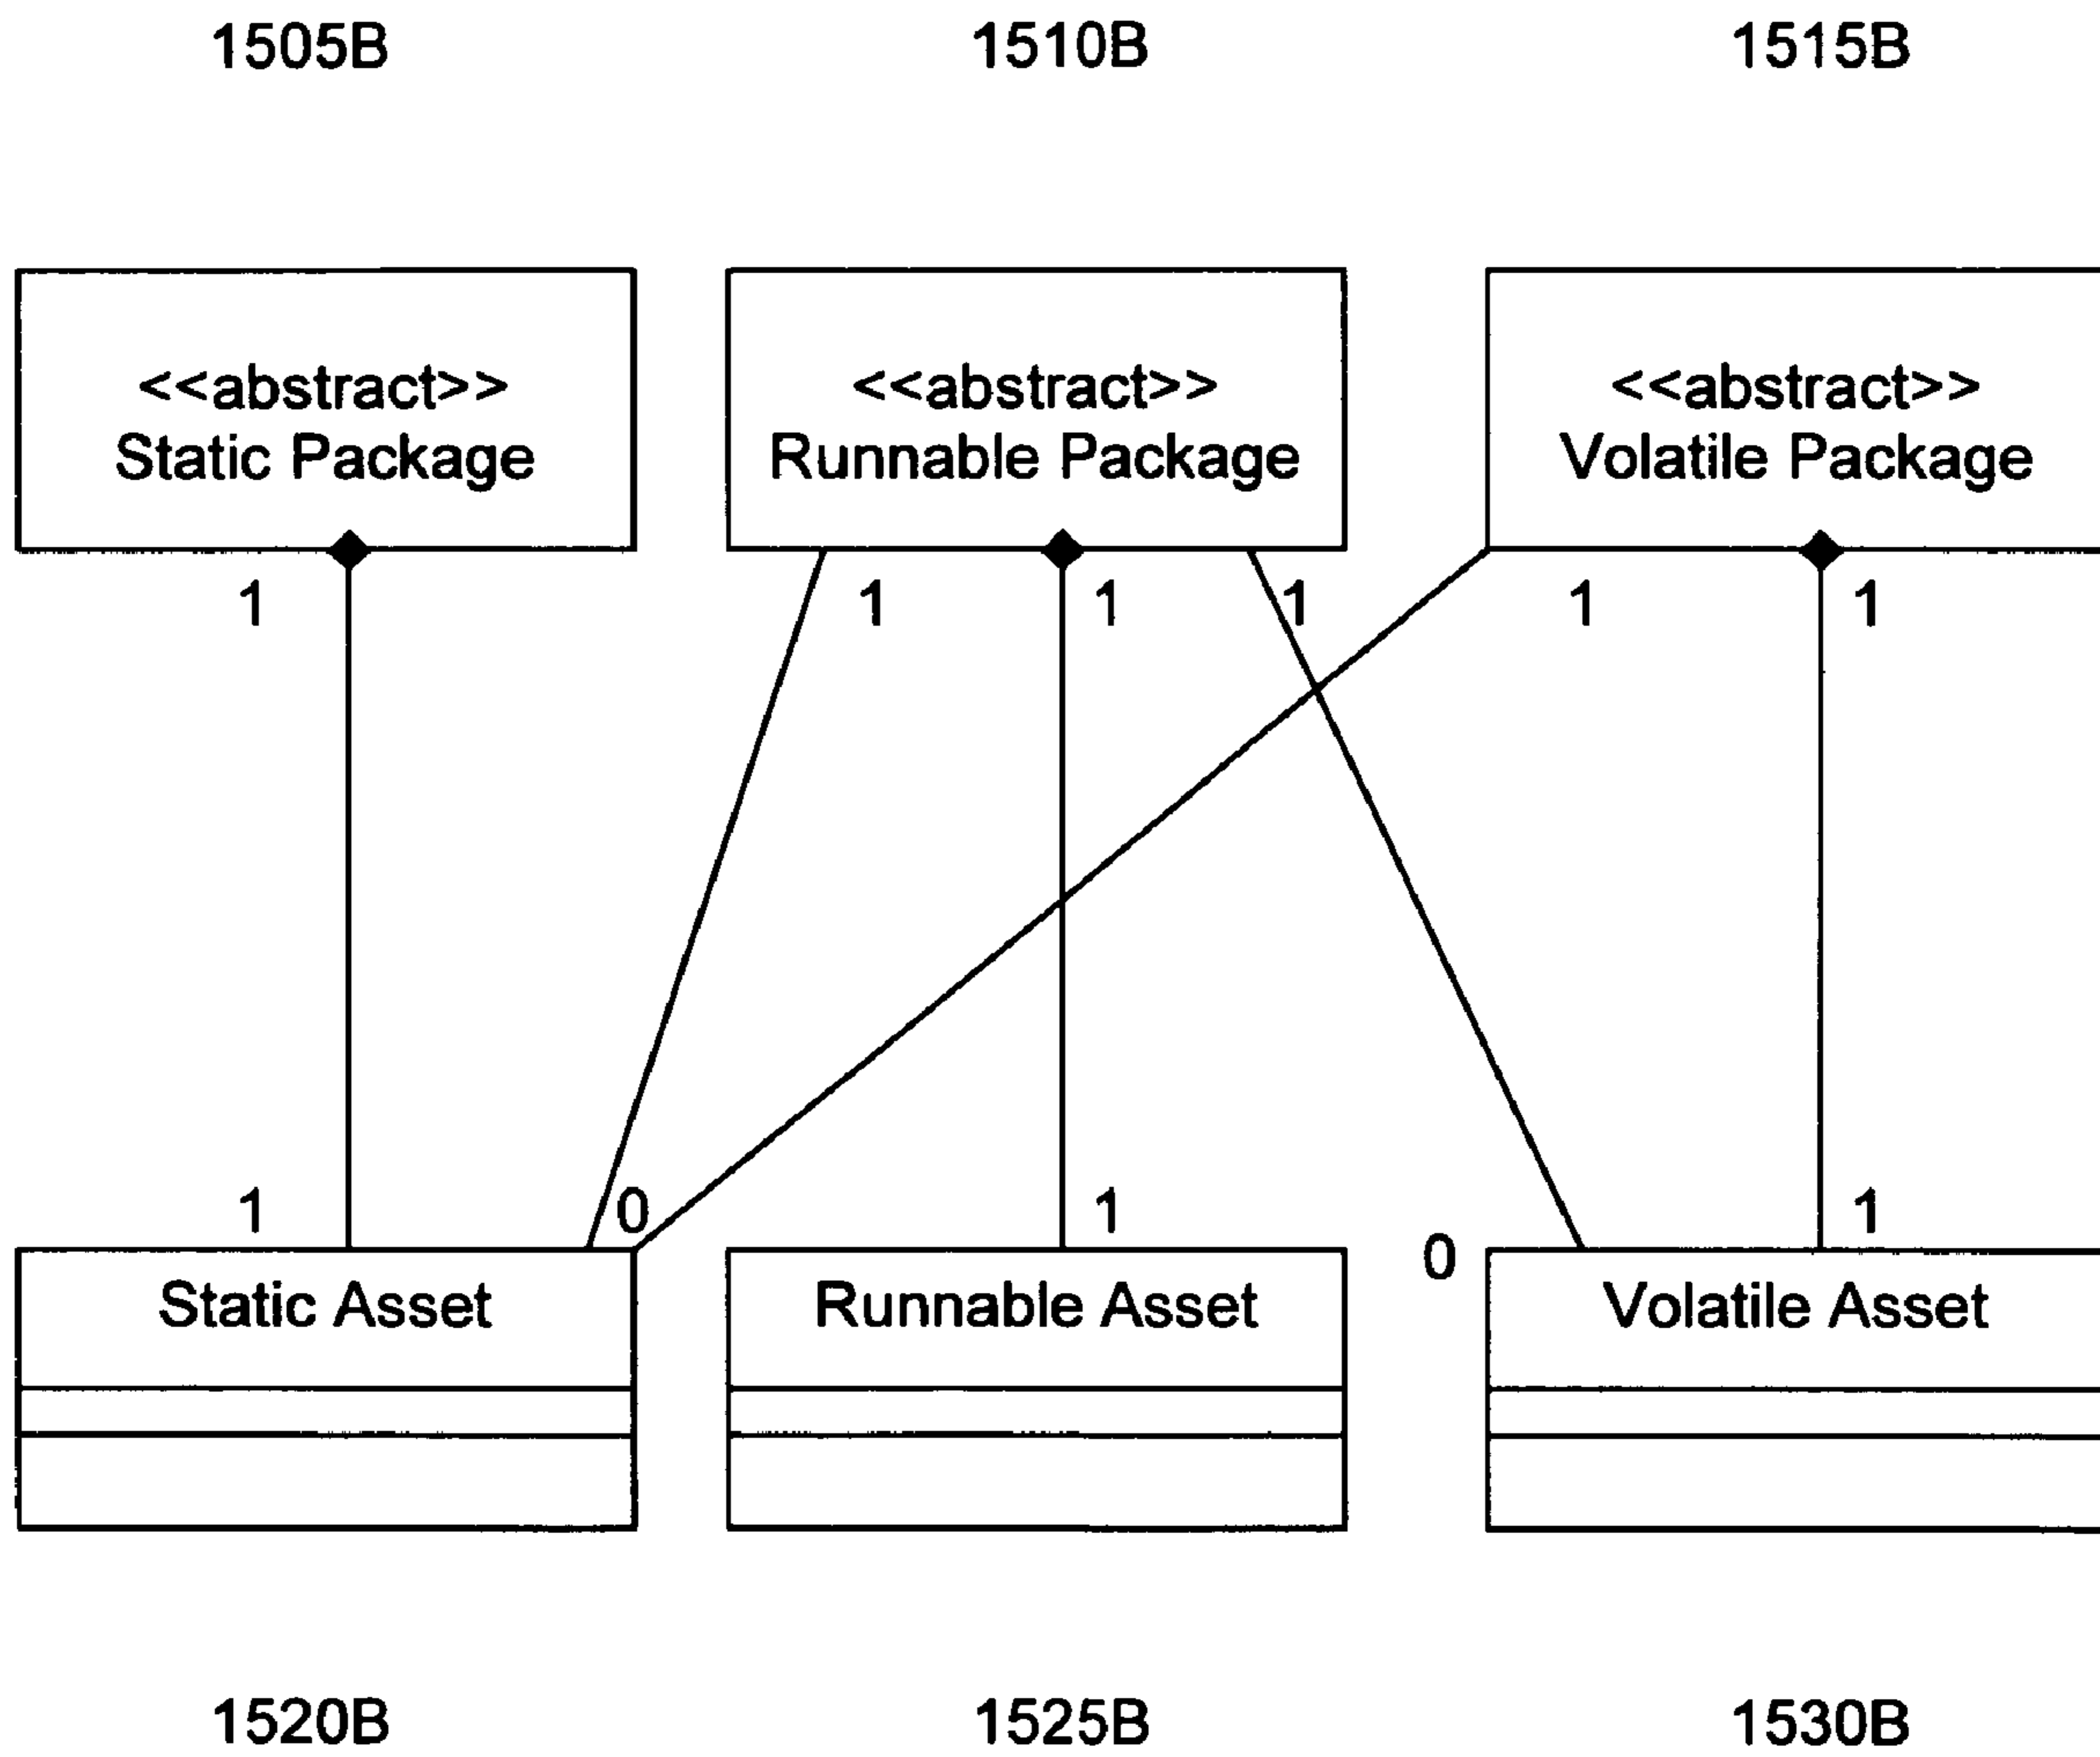 1505B 1510B 1515B
<<abstract>> <<abstract>> <<abstract>>
Static Package Runnable Package Volatile Package
1 1 1 1 1 1
1 0 1 1
0
Static Asset Runnable Asset Volatile Asset
1520B 1525B 1530B